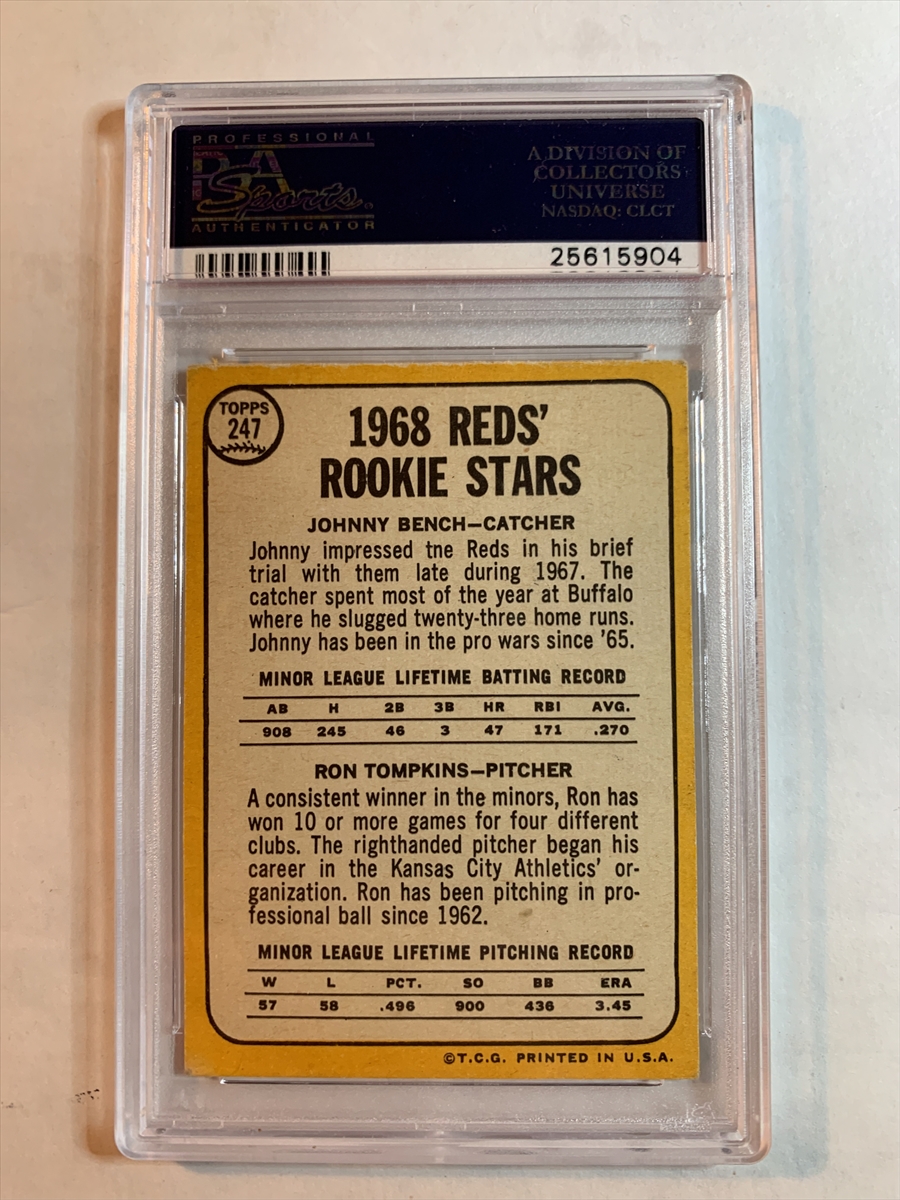 PROFESSIONAL
PSA
Sports
AUTHENTICATOR
A DIVISION OF
COLLECTORS
UNIVERSE
NASDAQ: CLCT
25615904
TOPPS
247
1968 REDS'
ROOKIE STARS
JOHNNY BENCH—CATCHER
Johnny impressed tne Reds in his brief
trial with them late during 1967. The
catcher spent most of the year at Buffalo
where he slugged twenty-three home runs.
Johnny has been in the pro wars since '65.
MINOR LEAGUE LIFETIME BATTING RECORD
AB H 2B 3B HR RBI AVG.
908 245 46 3 47 171 .270
RON TOMPKINS—PITCHER
A consistent winner in the minors, Ron has
won 10 or more games for four different
clubs. The righthanded pitcher began his
career in the Kansas City Athletics' or-
ganization. Ron has been pitching in pro-
fessional ball since 1962.
MINOR LEAGUE LIFETIME PITCHING RECORD
W L PCT. SO BB ERA
57 58 .496 900 436 3.45
©T.C.G. PRINTED IN U.S.A.